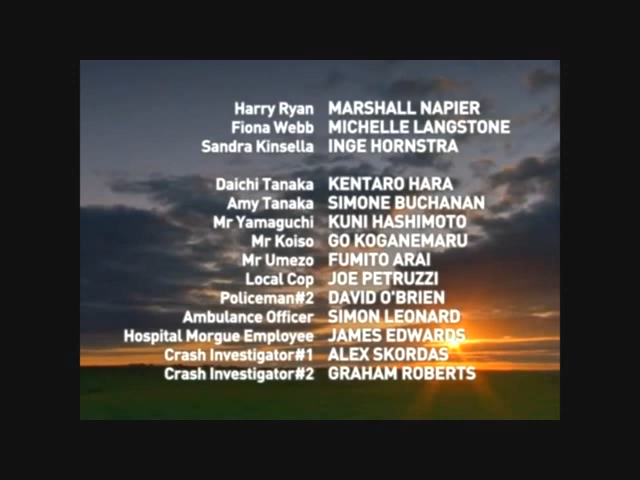 Harry Ryan MARSHALL NAPIER
Fiona Webb MICHELLE LANGSTONE
Sandra Kinsella INGE HORNSTRA
Daichi Tanaka KENTARO HARA
Amy Tanaka SIMONE BUCHANAN
Mr Yamaguchi KUNI HASHIMOTO
Mr Koiso GO KOGANEMARU
Mr Umezo FUMITO ARAI
Local Cop JOE PETRUZZI
Policeman#2 DAVID O'BRIEN
Ambulance Officer SIMON LEONARD
Hospital Morgue Employee JAMES EDWARDS
Crash Investigator#1 ALEX SKORDAS
Crash Investigator#2 GRAHAM ROBERTS